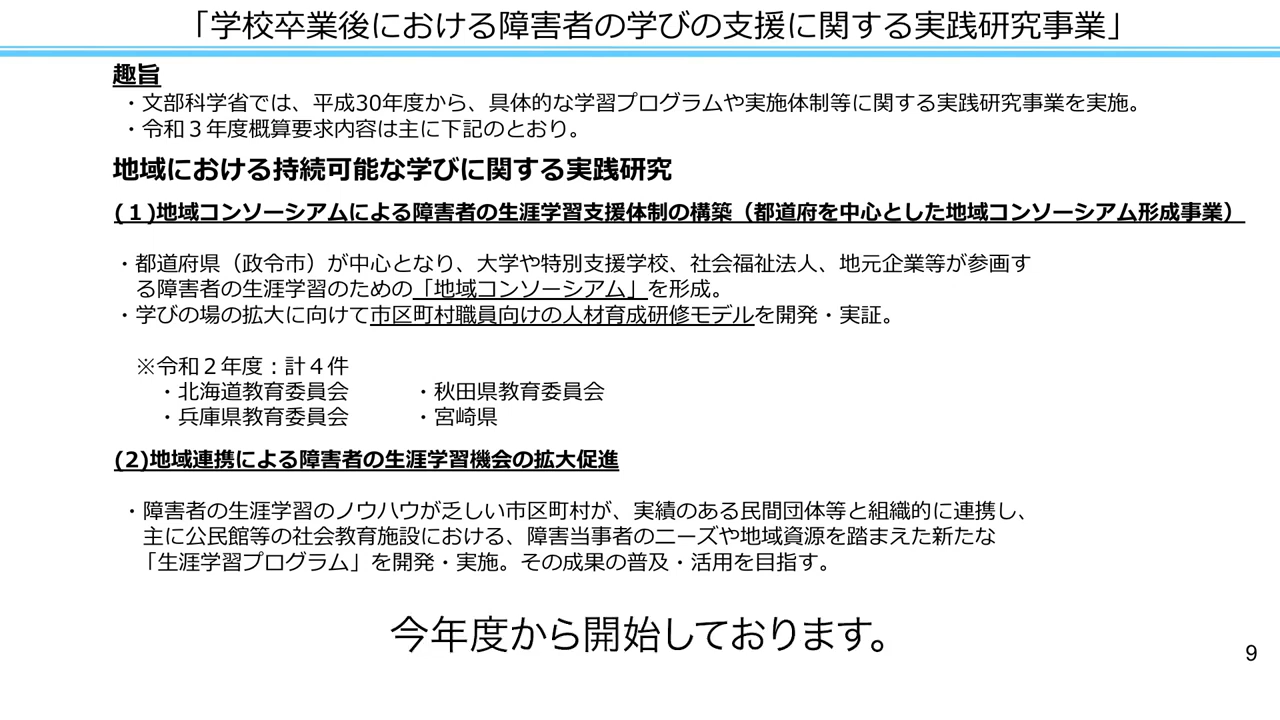 「学校卒業後における障害者の学びの支援に関する実践研究事業」
趣旨
・文部科学省では、平成30年度から、具体的な学習プログラムや実施体制等に関する実践研究事業を実施。
・令和３年度概算要求内容は主に下記のとおり。
地域における持続可能な学びに関する実践研究
(１)地域コンソーシアムによる障害者の生涯学習支援体制の構築（都道府を中心とした地域コンソーシアム形成事業）
・都道府県（政令市）が中心となり、大学や特別支援学校、社会福祉法人、地元企業等が参画す
る障害者の生涯学習のための「地域コンソーシアム」を形成。
・学びの場の拡大に向けて市区町村職員向けの人材育成研修モデルを開発・実証。
※令和２年度：計４件
・北海道教育委員会　　　・秋田県教育委員会
・兵庫県教育委員会　　　・宮崎県
(2)地域連携による障害者の生涯学習機会の拡大促進
・障害者の生涯学習のノウハウが乏しい市区町村が、実績のある民間団体等と組織的に連携し、
主に公民館等の社会教育施設における、障害当事者のニーズや地域資源を踏まえた新たな
「生涯学習プログラム」を開発・実施。その成果の普及・活用を目指す。
今年度から開始しております。
9